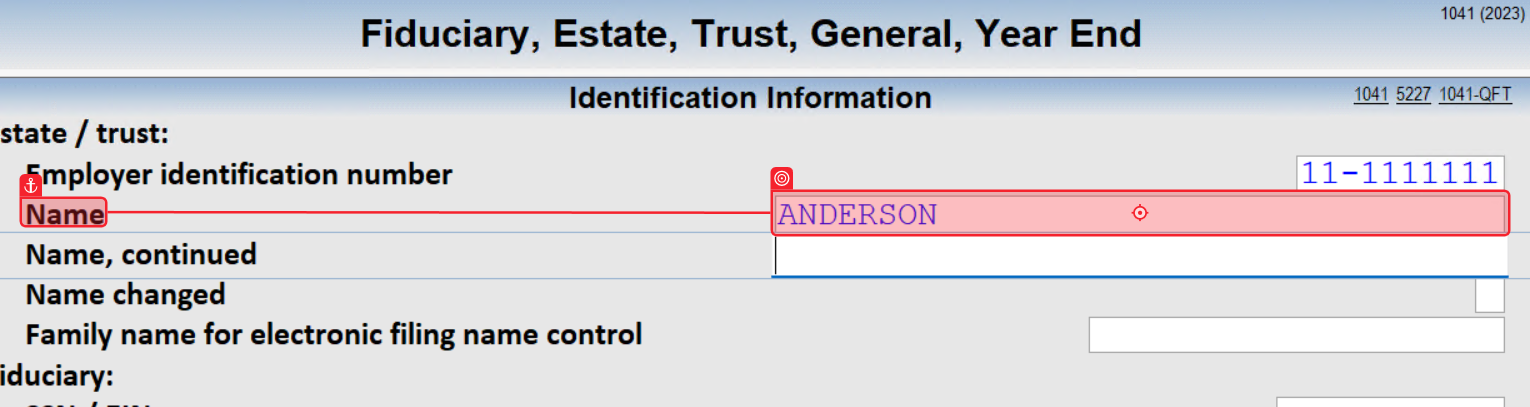 1041 (2023)
Fiduciary, Estate, Trust, General, Year End
Identification Information
1041 5227 1041-QFT
state / trust:
Employer identification number 11-1111111
Name ANDERSON
Name, continued
Name changed
Family name for electronic filing name control
iduciary: